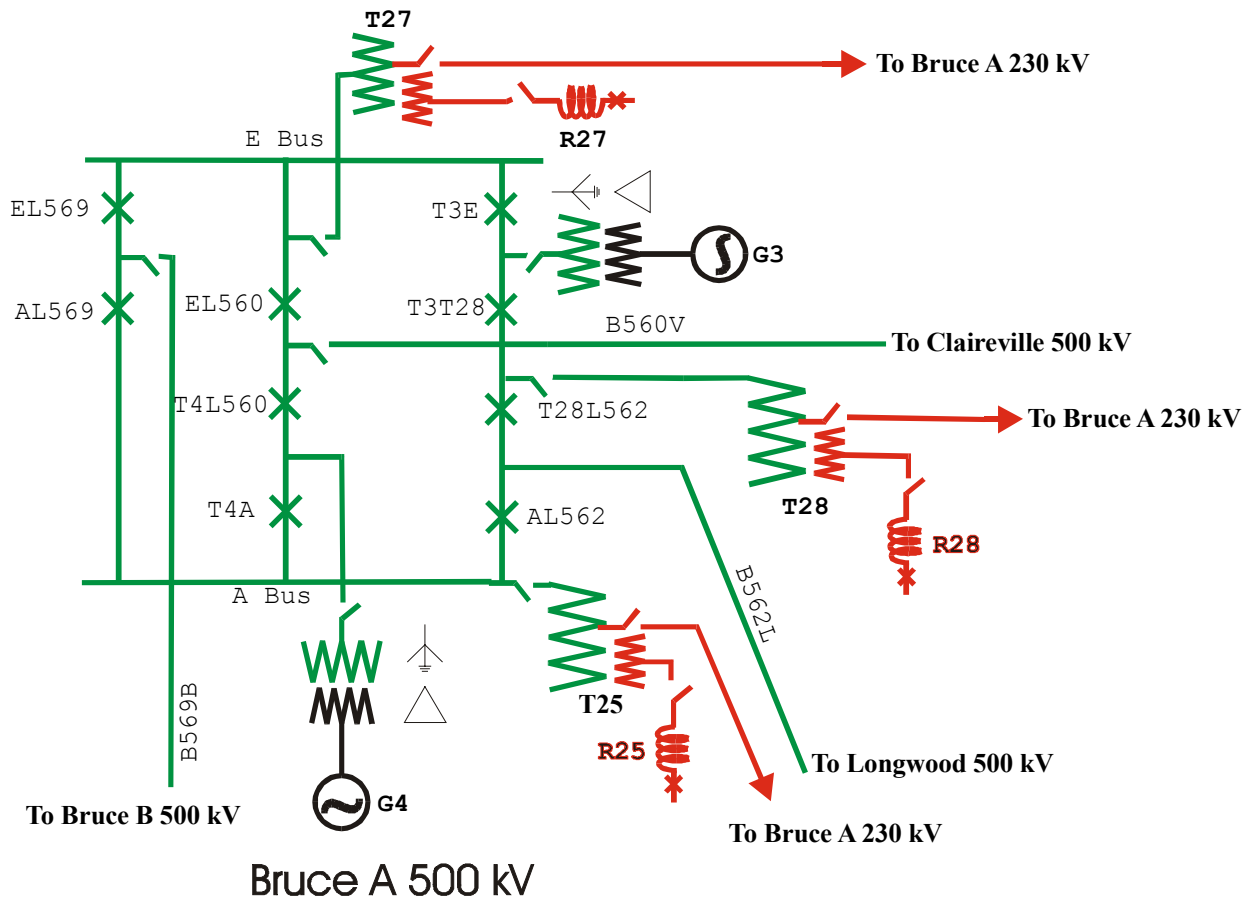 T27
To Bruce A 230 kV
R27
E Bus
EL569
T3E
G3
AL569
EL560
T3T28
B560V
To Claireville 500 kV
T4L560
T28L562
To Bruce A 230 kV
T28
T4A
AL562
R28
A Bus
B562L
T25
B569B
R25
To Longwood 500 kV
G4
To Bruce B 500 kV
To Bruce A 230 kV
Bruce A 500 kV